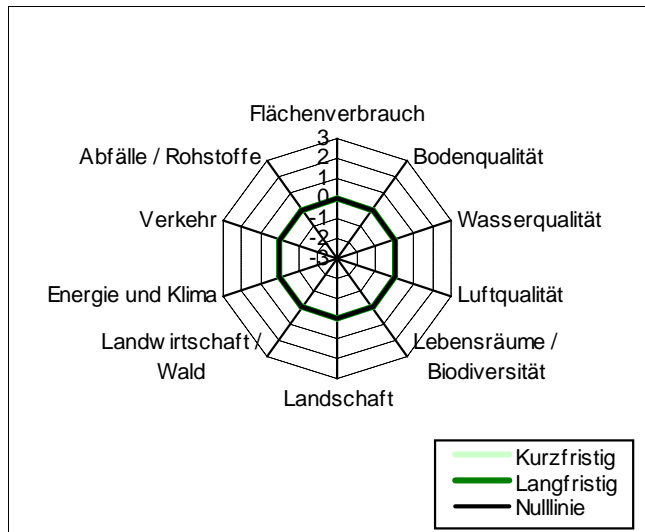 Flächenverbrauch
3
2
1
0
-1
-2
-3
Bodenqualität
Wasserqualität
Luftqualität
Lebensräume /
Biodiversität
Landschaft
Landwirtschaft /
Wald
Energie und Klima
Verkehr
Abfälle / Rohstoffe
Kurzfristig
Langfristig
Nulllinie